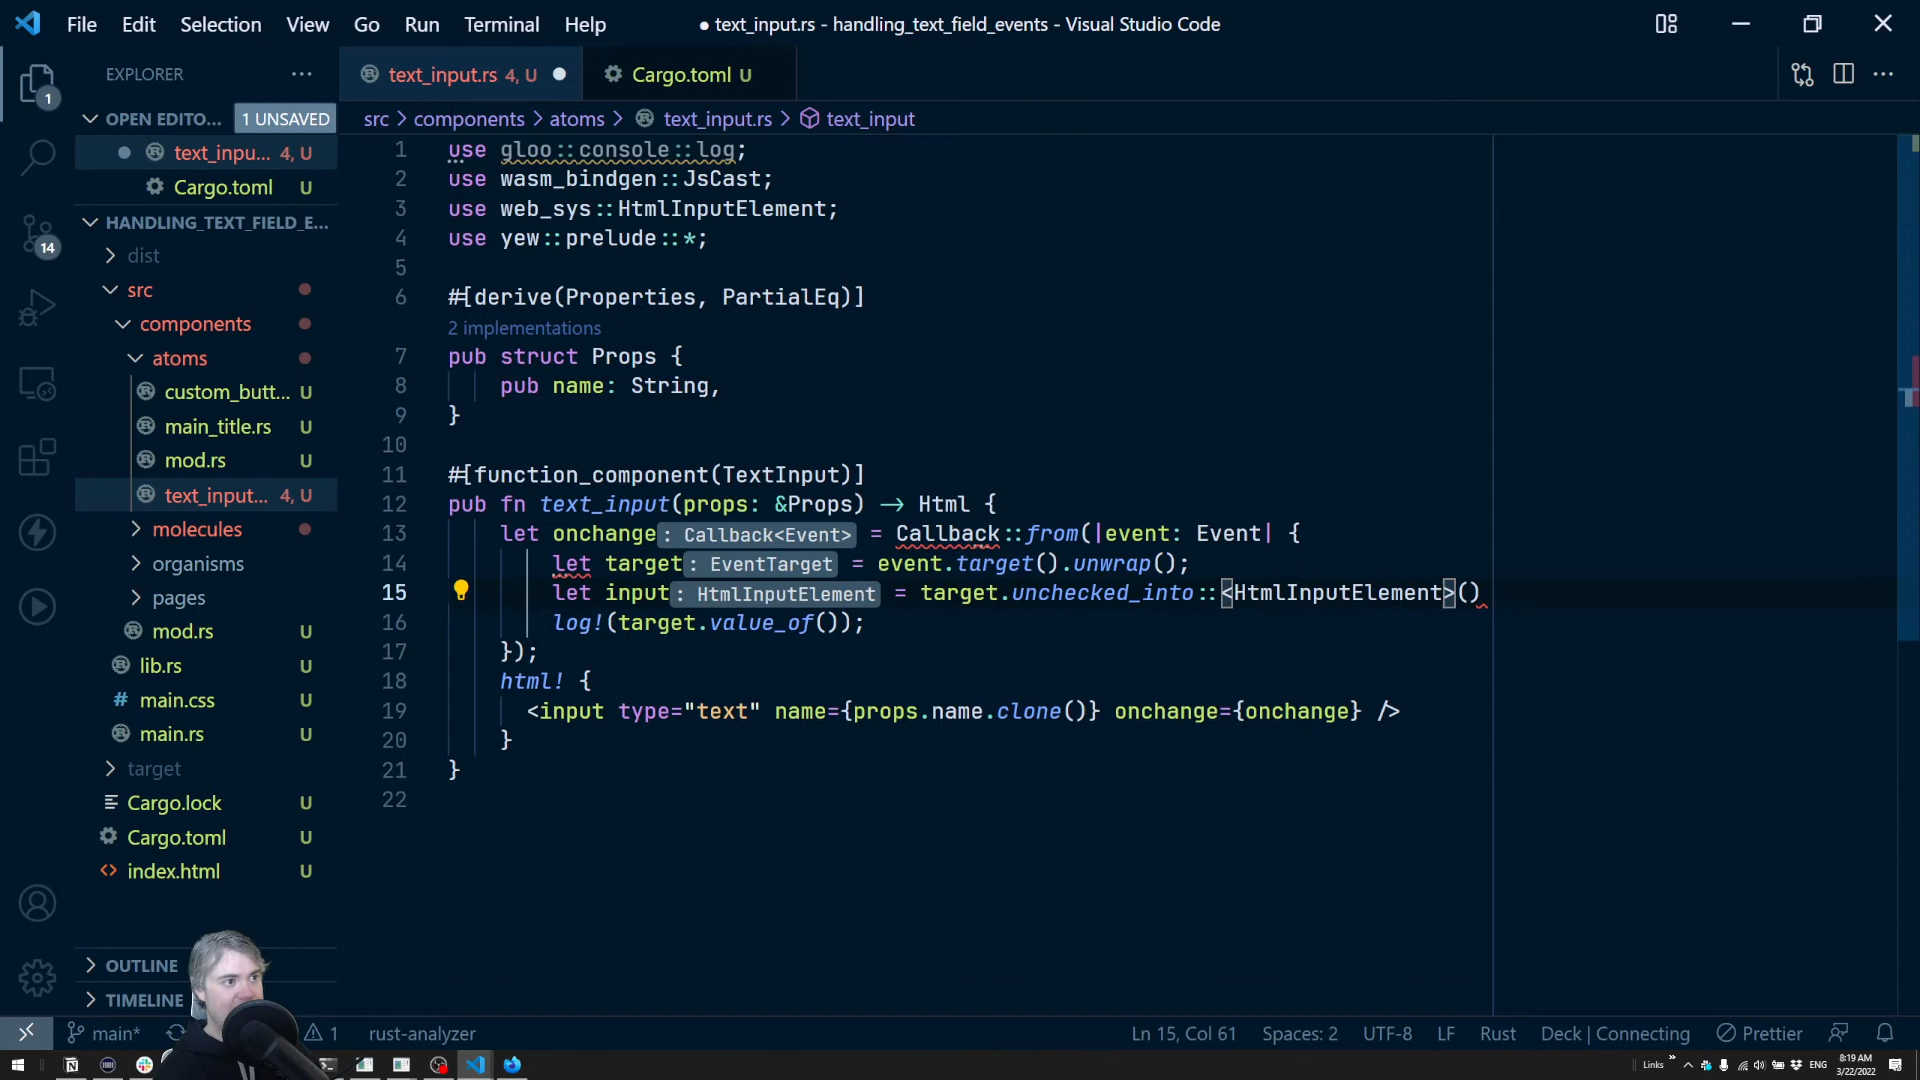 File Edit Selection View Go Run Terminal Help
● text_input.rs - handling_text_field_events - Visual Studio Code
EXPLORER
1
OPEN EDITO... 1 UNSAVED
text_inpu... 4, U
Cargo.toml U
HANDLING_TEXT_FIELD_E...
14
dist
src
components
atoms
custom_butt... U
main_title.rs U
mod.rs U
text_input... 4, U
molecules
organisms
pages
mod.rs U
lib.rs U
main.css U
main.rs U
target
Cargo.lock U
Cargo.toml U
index.html U
OUTLINE
TIMELINE
text_input.rs 4, U
Cargo.toml U
src > components > atoms > text_input.rs > text_input
1 use gloo::console::log;
2 use wasm_bindgen::JsCast;
3 use web_sys::HtmlInputElement;
4 use yew::prelude::*;
5
6 #[derive(Properties, PartialEq)]
2 implementations
7 pub struct Props {
8 pub name: String,
9 }
10
11 #[function_component(TextInput)]
12 pub fn text_input(props: &Props) -> Html {
13 let onchange: Callback<Event> = Callback::from(|event: Event| {
14 let target: EventTarget = event.target().unwrap();
15 let input: HtmlInputElement = target.unchecked_into::<HtmlInputElement>()
16 log!(target.value_of());
17 });
18 html! {
19 <input type="text" name={props.name.clone()} onchange={onchange} />
20 }
21 }
22
main* 1 rust-analyzer
Ln 15, Col 61 Spaces: 2 UTF-8 LF Rust Deck | Connecting Prettier
Links ENG 8:19 AM
3/22/2022